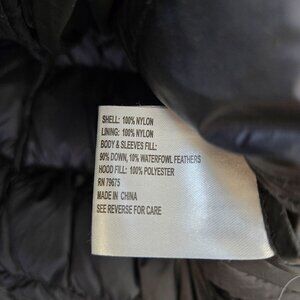 SHELL: 100% NYLON
LINING: 100% NYLON
BODY & SLEEVES FILL:
90% DOWN, 10% WATERFOWL FEATHERS
HOOD FILL: 100% POLYESTER
RN 79675
MADE IN CHINA
SEE REVERSE FOR CARE